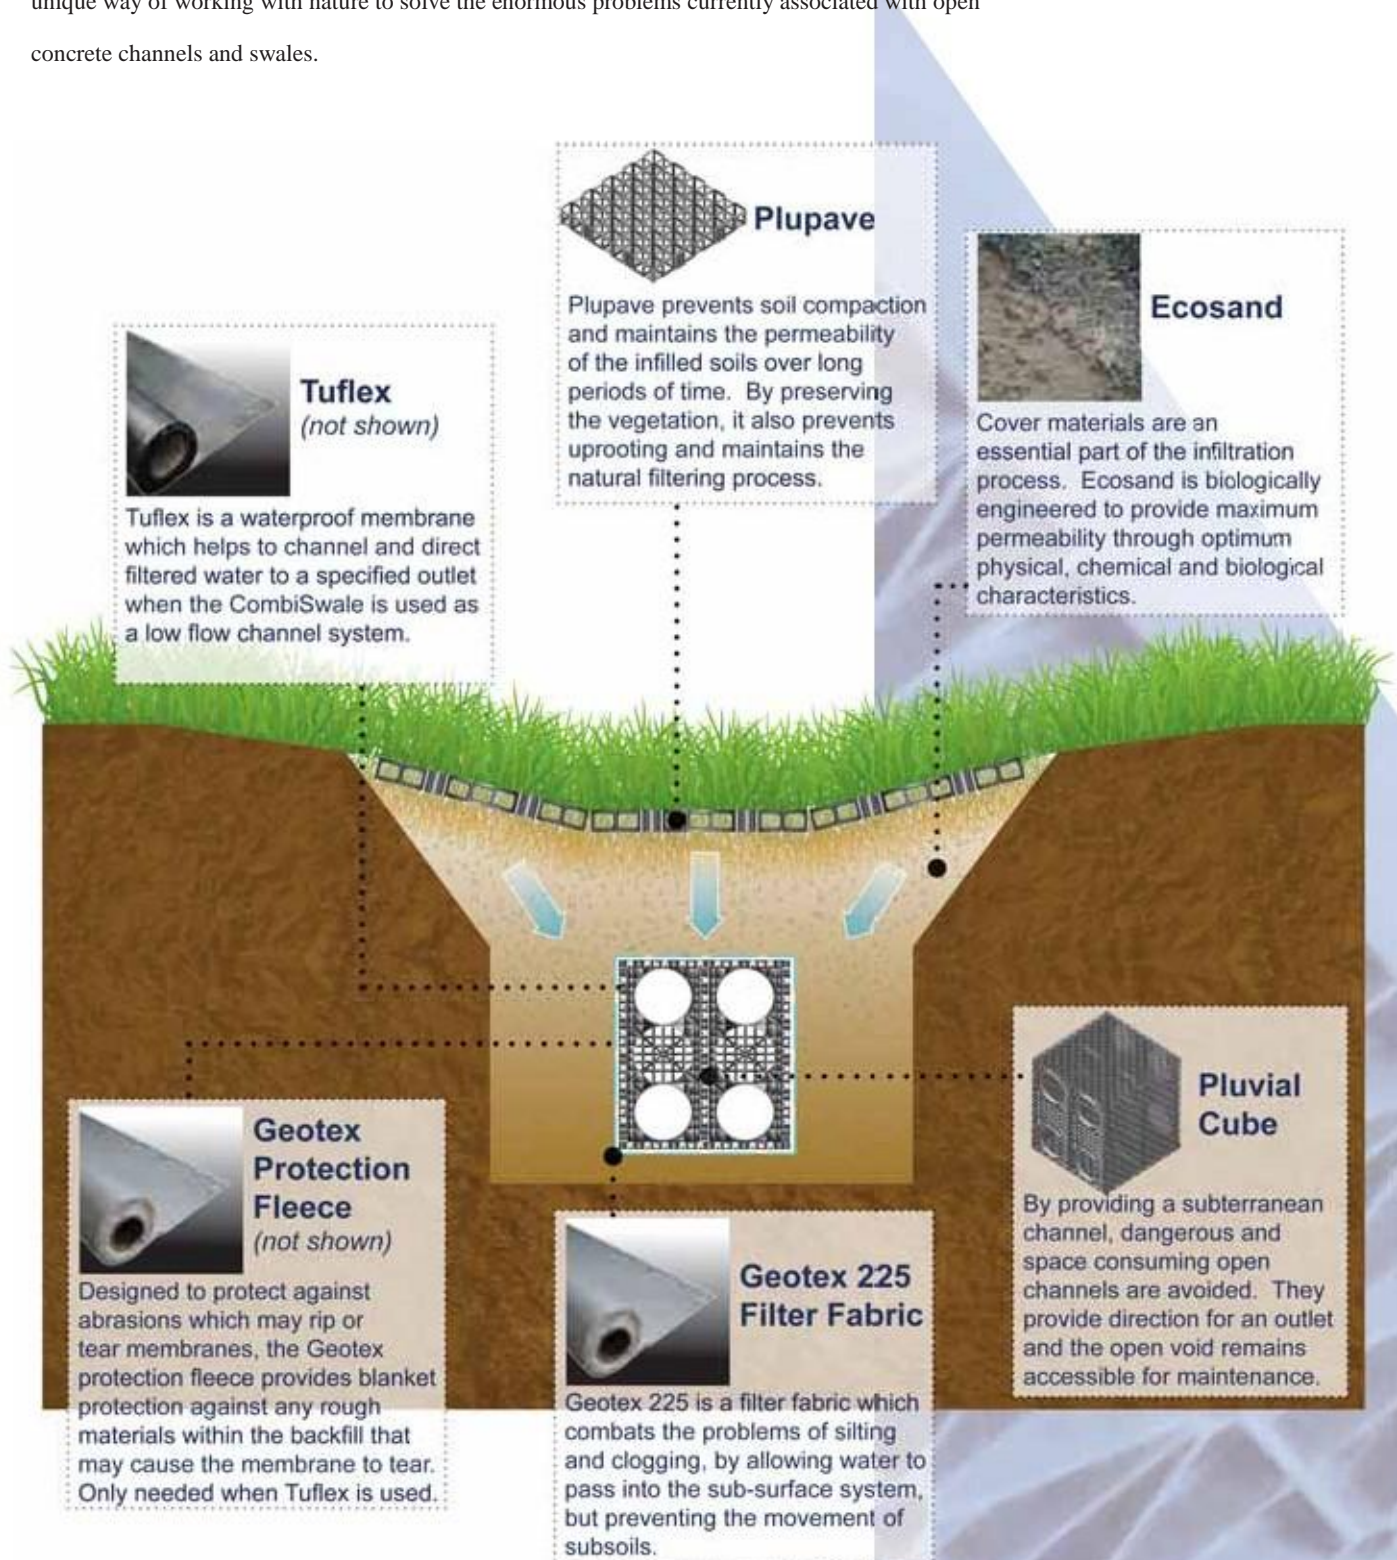 unique way of working with nature to solve the enormous problems currently associated with open
concrete channels and swales.
Plupave
Plupave prevents soil compaction
and maintains the permeability
of the infilled soils over long
periods of time. By preserving
the vegetation, it also prevents
uprooting and maintains the
natural filtering process.
Ecosand
Cover materials are an
essential part of the infiltration
process. Ecosand is biologically
engineered to provide maximum
permeability through optimum
physical, chemical and biological
characteristics.
Tuflex
(not shown)
Tuflex is a waterproof membrane
which helps to channel and direct
filtered water to a specified outlet
when the CombiSwale is used as
a low flow channel system.
Pluvial
Cube
By providing a subterranean
channel, dangerous and
space consuming open
channels are avoided. They
provide direction for an outlet
and the open void remains
accessible for maintenance.
Geotex
Protection
Fleece
(not shown)
Designed to protect against
abrasions which may rip or
tear membranes, the Geotex
protection fleece provides blanket
protection against any rough
materials within the backfill that
may cause the membrane to tear.
Only needed when Tuflex is used.
Geotex 225
Filter Fabric
Geotex 225 is a filter fabric which
combats the problems of silting
and clogging, by allowing water to
pass into the sub-surface system,
but preventing the movement of
subsoils.